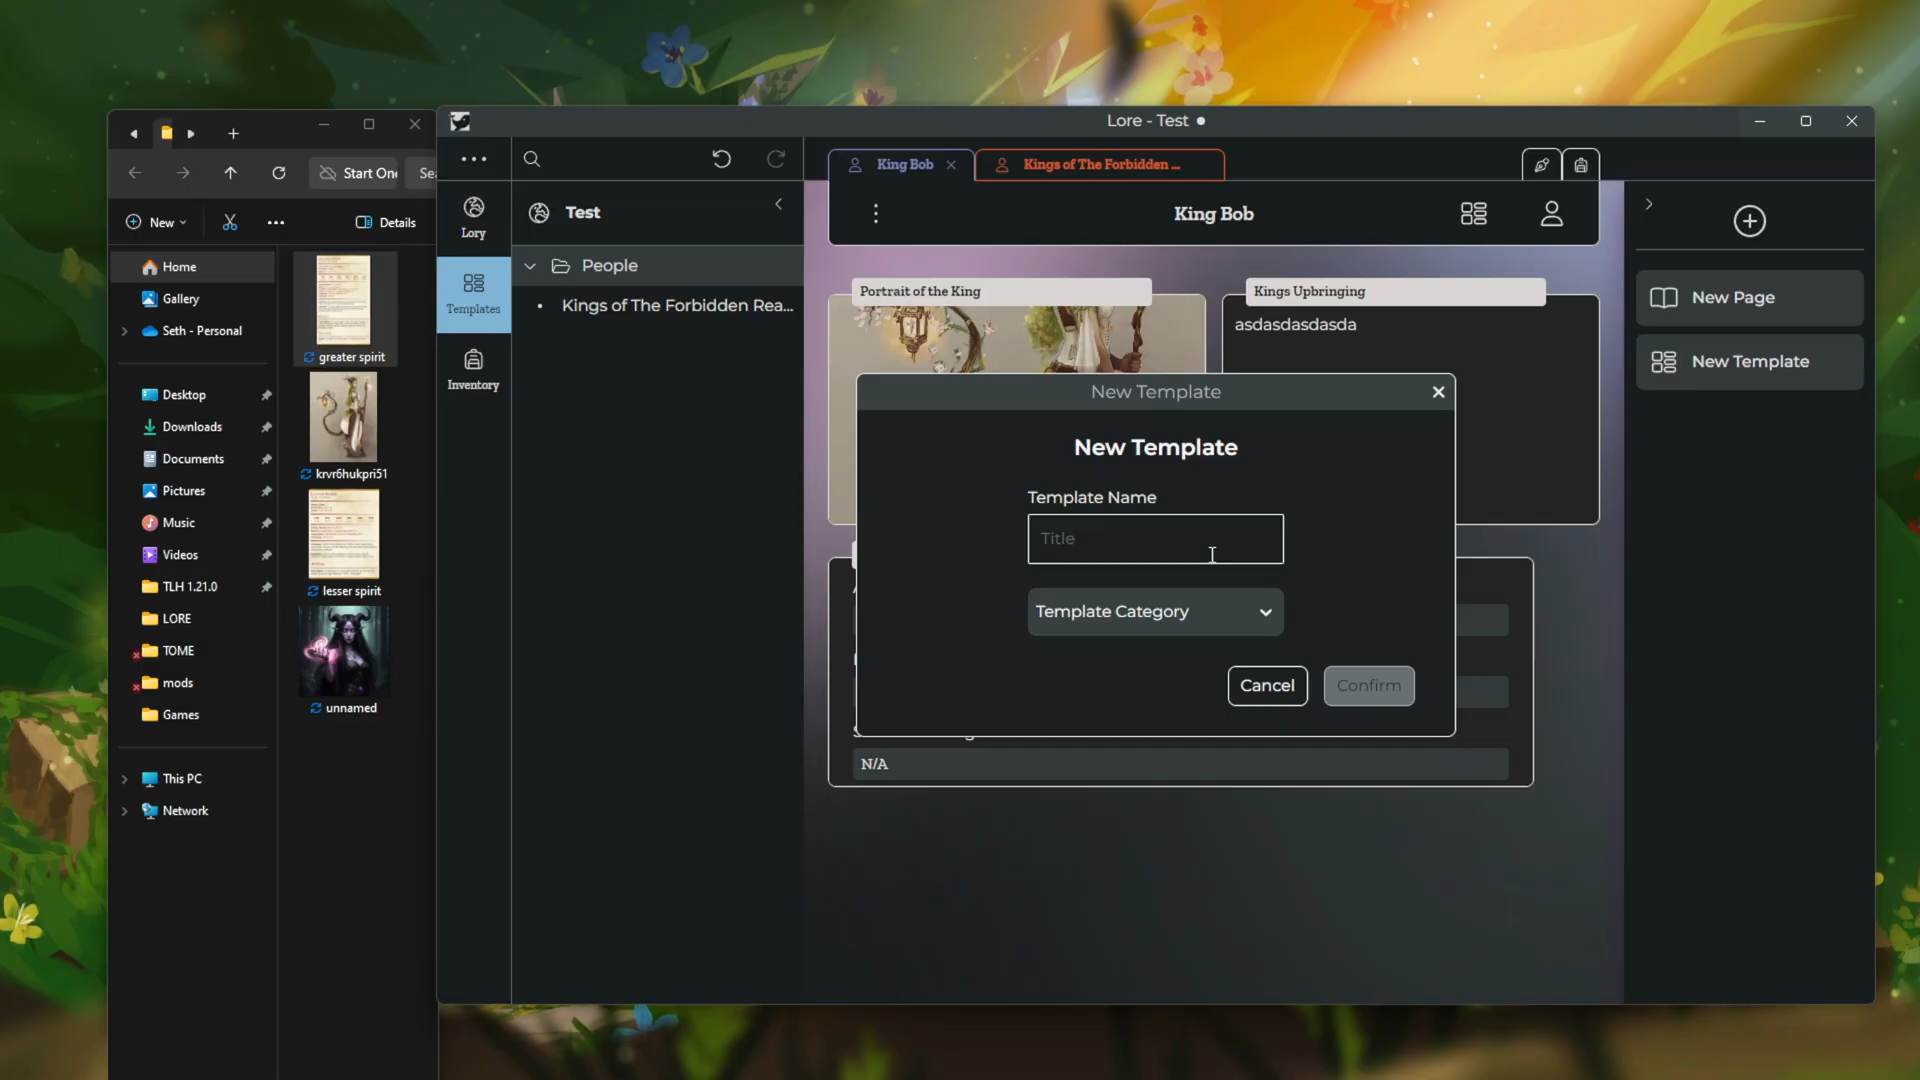 Lore - Test
Start One
Sea
New
Details
Home
Gallery
Seth - Personal
Desktop
Downloads
Documents
Pictures
Music
Videos
TLH 1.21.0
LORE
TOME
mods
Games
This PC
Network
greater spirit
krvr6hukpri51
lesser spirit
unnamed
Lory
Templates
Inventory
Test
People
Kings of The Forbidden Rea...
King Bob
Kings of The Forbidden ...
King Bob
Portrait of the King
Kings Upbringing
asdasdasdasda
New Template
New Template
Template Name
Title
Template Category
Cancel
Confirm
N/A
New Page
New Template